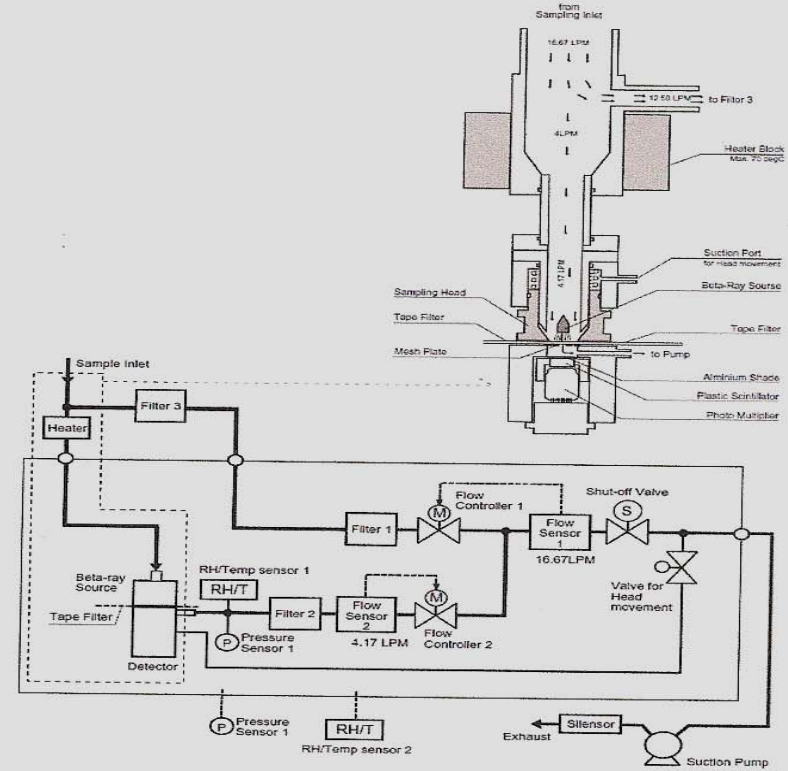 from
Sampling Inlet
16.67 LPM
12.50 LPM
to Filter 3
4LPM
Heater Block
Max. 70 degC
Suction Port
for Head movement
4.17 LPM
Beta-Ray Sourse
Sampling Head
Tape Filter
Tape Filter
Mesh Plate
to Pump
Alminium Shade
Plastic Scintillator
Photo Multiplier
Sample Inlet
Filter 3
Heater
Flow
Controller 1
Shut-off Valve
M
S
Filter 1
Flow
Sensor
1
16.67LPM
RH/Temp sensor 1
RH/T
Beta-ray
Source
M
Valve for
Head
movement
Tape Filter
Filter 2
Flow
Sensor
2
P
Pressure
Sensor 1
4.17 LPM
Flow
Controller 2
Detector
P
Pressure
Sensor 1
RH/T
RH/Temp sensor 2
Silensor
Exhaust
Suction Pump